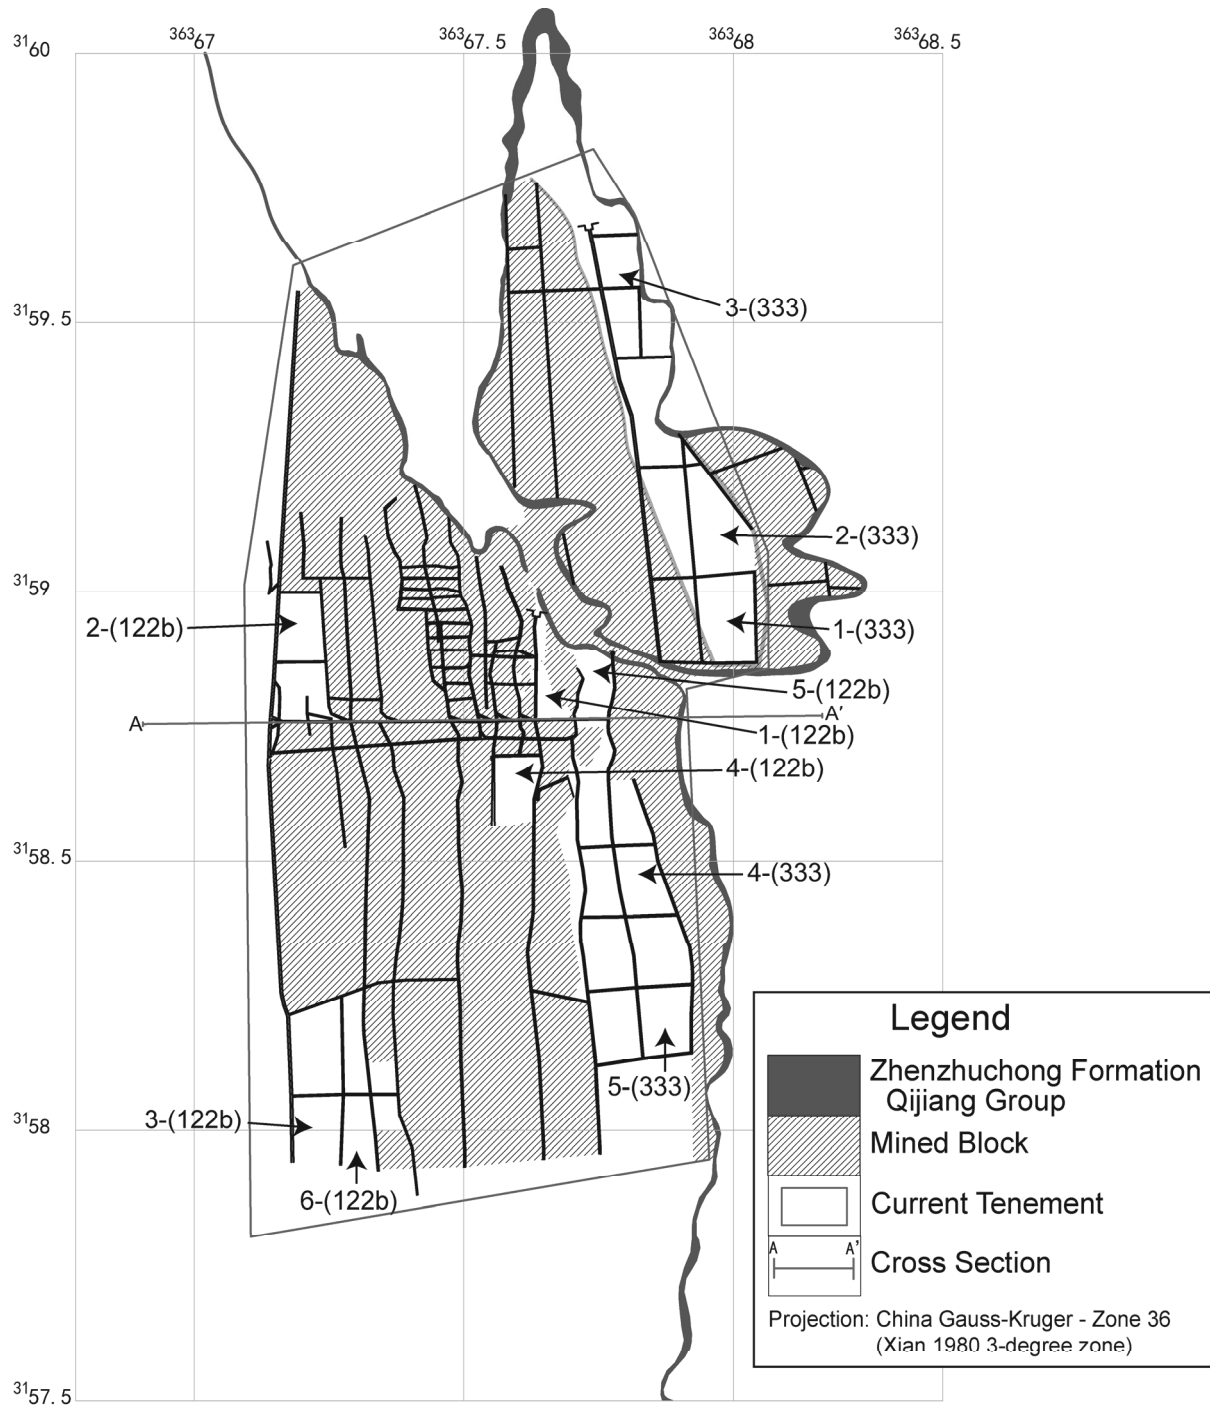 36367
36367.5
36368
36368.5
3160
3-(333)
3159.5
2-(333)
3159
2-(122b)
1-(333)
5-(122b)
A
A'
1-(122b)
4-(122b)
3158.5
4-(333)
Legend
Zhenzhuchong Formation
Qijiang Group
5-(333)
3-(122b)
3158
Mined Block
6-(122b)
Current Tenement
A A'
Cross Section
Projection: China Gauss-Kruger - Zone 36
(Xian 1980 3-degree zone)
3157.5